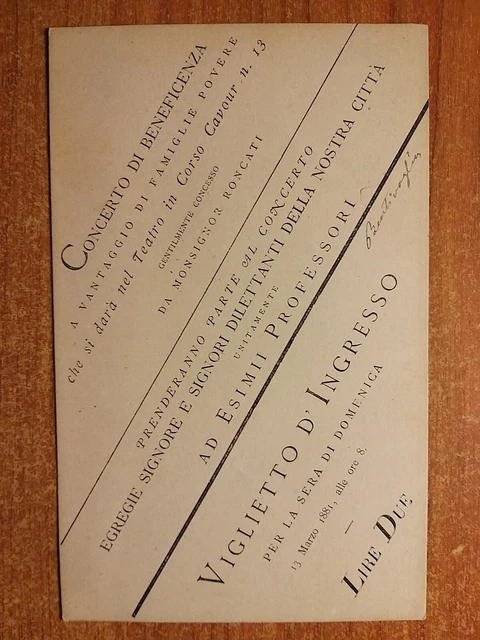 CONCERTO DI BENEFICENZA
A VANTAGGIO DI FAMIGLIE POVERE
che si darà nel Teatro in Corso Cavour n. 13
GENTILMENTE CONCESSO
DA MONSIGNOR RONCATI
PRENDERANNO PARTE AL CONCERTO
EGREGIE SIGNORE E SIGNORI DILETTANTI DELLA NOSTRA CITTÀ
UNITAMENTE
AD ESIMII PROFESSORI
Bentivoglio
VIGLIETTO D'INGRESSO
PER LA SERA DI DOMENICA
13 Marzo 1881, alle ore 8.
LIRE DUE